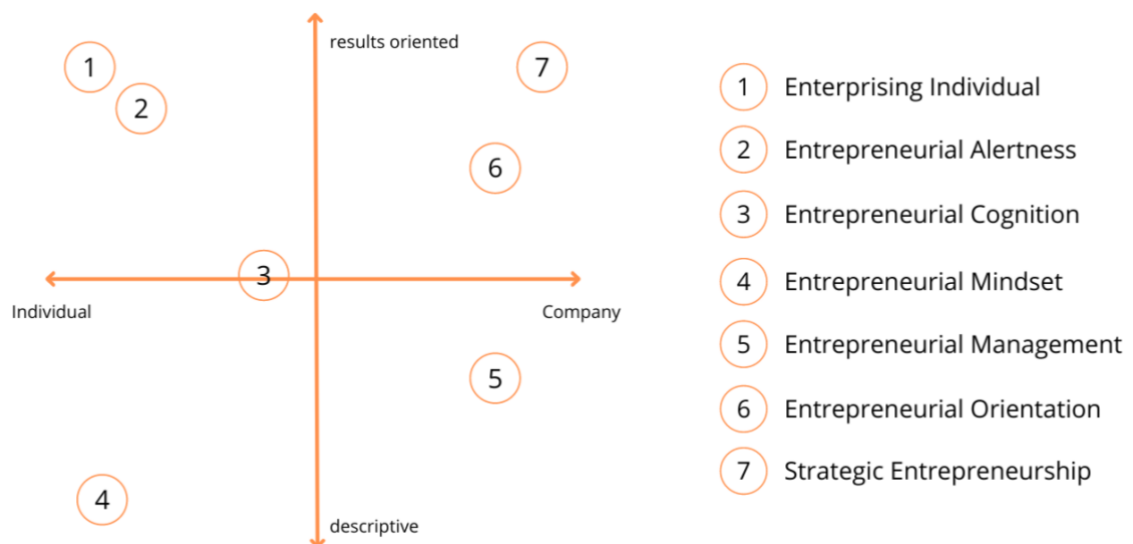 results oriented
1
7
2
6
3
Individual
Company
5
4
descriptive
1 Enterprising Individual
2 Entrepreneurial Alertness
3 Entrepreneurial Cognition
4 Entrepreneurial Mindset
5 Entrepreneurial Management
6 Entrepreneurial Orientation
7 Strategic Entrepreneurship